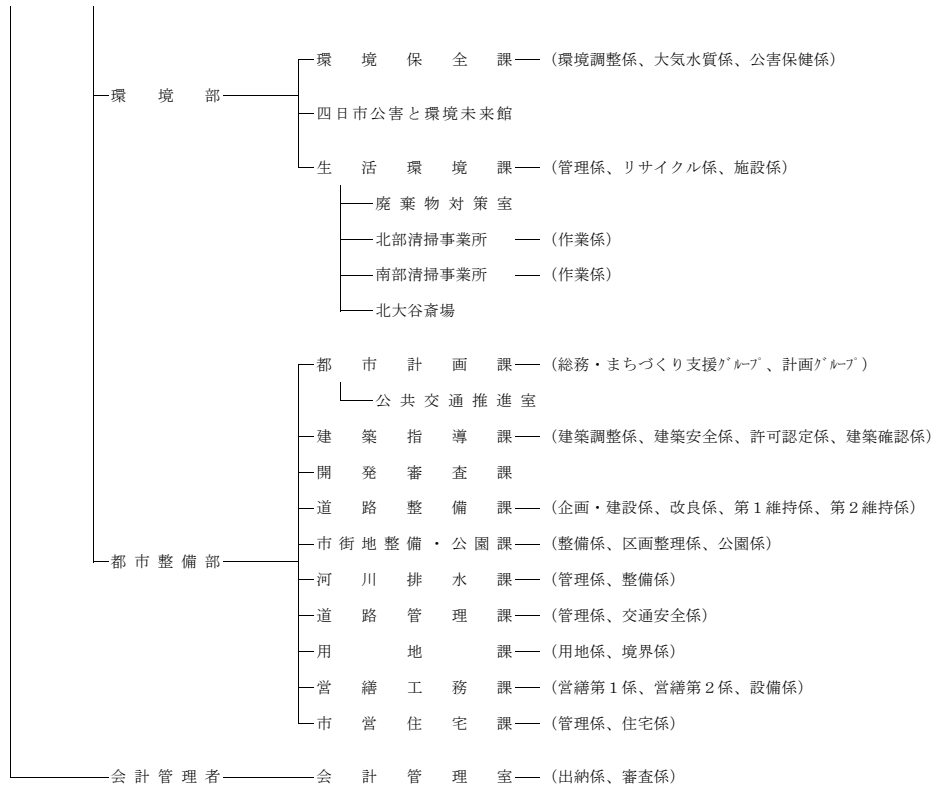 環境保全課 (環境調整係、大気水質係、公害保健係)
環境部
四日市公害と環境未来館
生活環境課 (管理係、リサイクル係、施設係)
廃棄物対策室
北部清掃事業所 (作業係)
南部清掃事業所 (作業係)
北大谷斎場
都市計画課 (総務・まちづくり支援ｸﾞﾙｰﾌﾟ、計画ｸﾞﾙｰﾌﾟ)
公共交通推進室
建築指導課 (建築調整係、建築安全係、許可認定係、建築確認係)
開発審査課
道路整備課 (企画・建設係、改良係、第１維持係、第２維持係)
市街地整備・公園課 (整備係、区画整理係、公園係)
都市整備部
河川排水課 (管理係、整備係)
道路管理課 (管理係、交通安全係)
用地課 (用地係、境界係)
営繕工務課 (営繕第１係、営繕第２係、設備係)
市営住宅課 (管理係、住宅係)
会計管理者 会計管理室 (出納係、審査係)